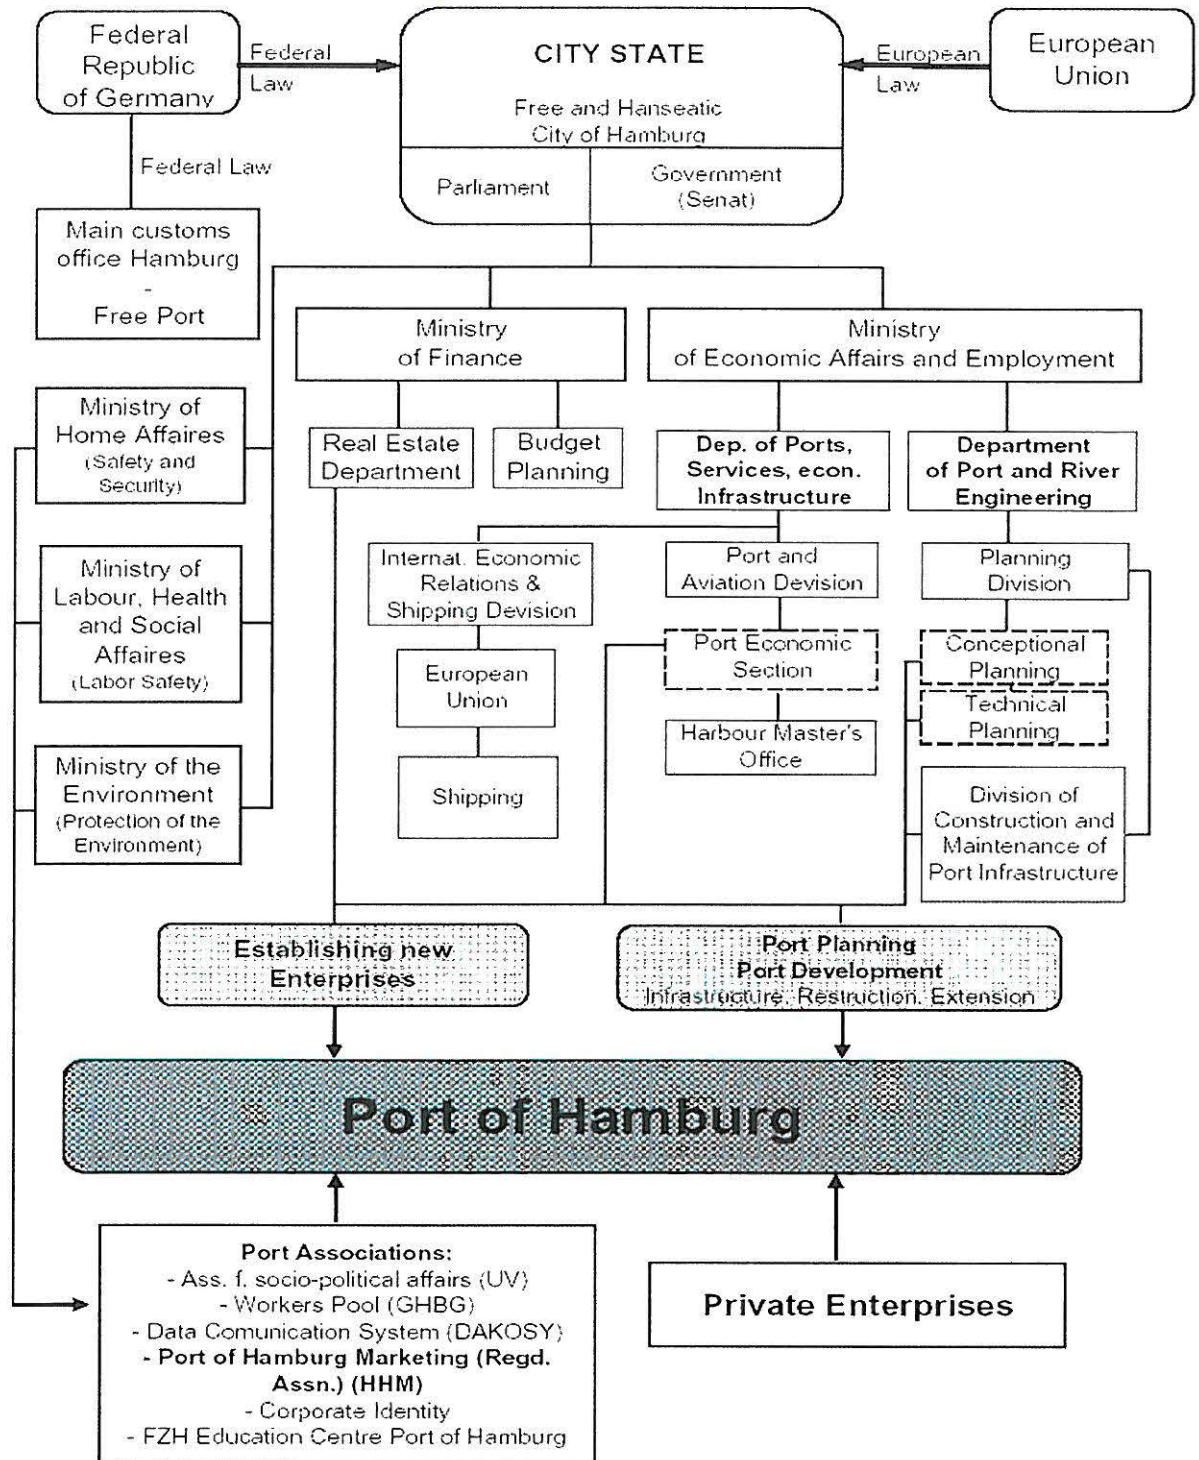 Federal
Republic
of Germany
Federal
Law
CITY STATE
Free and Hanseatic
City of Hamburg
Parliament
Government
(Senat)
European
Law
European
Union
Federal Law
Main customs
office Hamburg
-
Free Port
Ministry
of Finance
Ministry
of Economic Affairs and Employment
Ministry of
Home Affaires
(Safety and
Security)
Real Estate
Department
Budget
Planning
Dep. of Ports,
Services, econ.
Infrastructure
Department
of Port and River
Engineering
Ministry of
Labour, Health
and Social
Affaires
(Labor Safety)
Internat. Economic
Relations &
Shipping Devision
Port and
Aviation Devision
Planning
Division
European
Union
Port Economic
Section
Conceptional
Planning
Technical
Planning
Harbour Master's
Office
Ministry of the
Environment
(Protection of the
Environment)
Shipping
Division of
Construction and
Maintenance of
Port Infrastructure
Establishing new
Enterprises
Port Planning
Port Development
Infrastructure, Restruction, Extension
Port of Hamburg
Port Associations:
- Ass. f. socio-political affairs (UV)
- Workers Pool (GHBG)
- Data Comunication System (DAKOSY)
- Port of Hamburg Marketing (Regd.
Assn.) (HHM)
- Corporate Identity
- FZH Education Centre Port of Hamburg
Private Enterprises